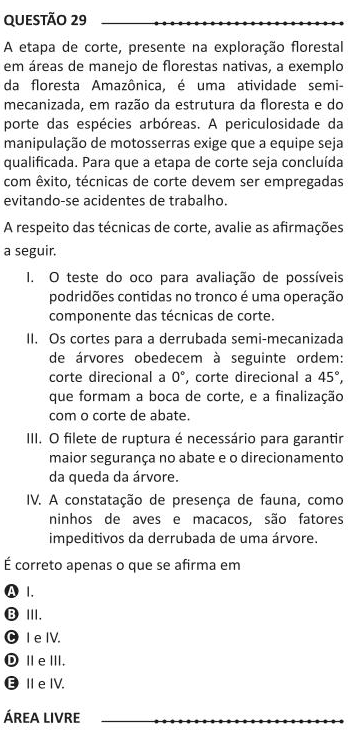 QUESTÃO 29
A etapa de corte, presente na exploração florestal
em áreas de manejo de florestas nativas, a exemplo
da floresta Amazônica, é uma atividade semi-
mecanizada, em razão da estrutura da floresta e do
porte das espécies arbóreas. A periculosidade da
manipulação de motosserras exige que a equipe seja
qualificada. Para que a etapa de corte seja concluída
com êxito, técnicas de corte devem ser empregadas
evitando-se acidentes de trabalho.
A respeito das técnicas de corte, avalie as afirmações
a seguir.
I. O teste do oco para avaliação de possíveis
podridões contidas no tronco é uma operação
componente das técnicas de corte.
II. Os cortes para a derrubada semi-mecanizada
de árvores obedecem à seguinte ordem:
corte direcional a 0°, corte direcional a 45°,
que formam a boca de corte, e a finalização
com o corte de abate.
III. O filete de ruptura é necessário para garantir
maior segurança no abate e o direcionamento
da queda da árvore.
IV. A constatação de presença de fauna, como
ninhos de aves e macacos, são fatores
impeditivos da derrubada de uma árvore.
É correto apenas o que se afirma em
A I.
B III.
C I e IV.
D II e III.
E II e IV.
ÁREA LIVRE